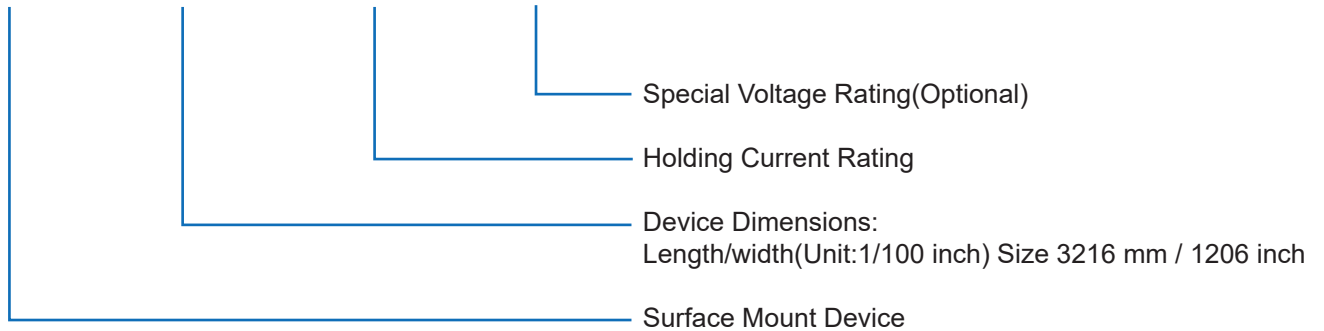 Special Voltage Rating(Optional)
Holding Current Rating
Device Dimensions:
Length/width(Unit:1/100 inch) Size 3216 mm / 1206 inch
Surface Mount Device